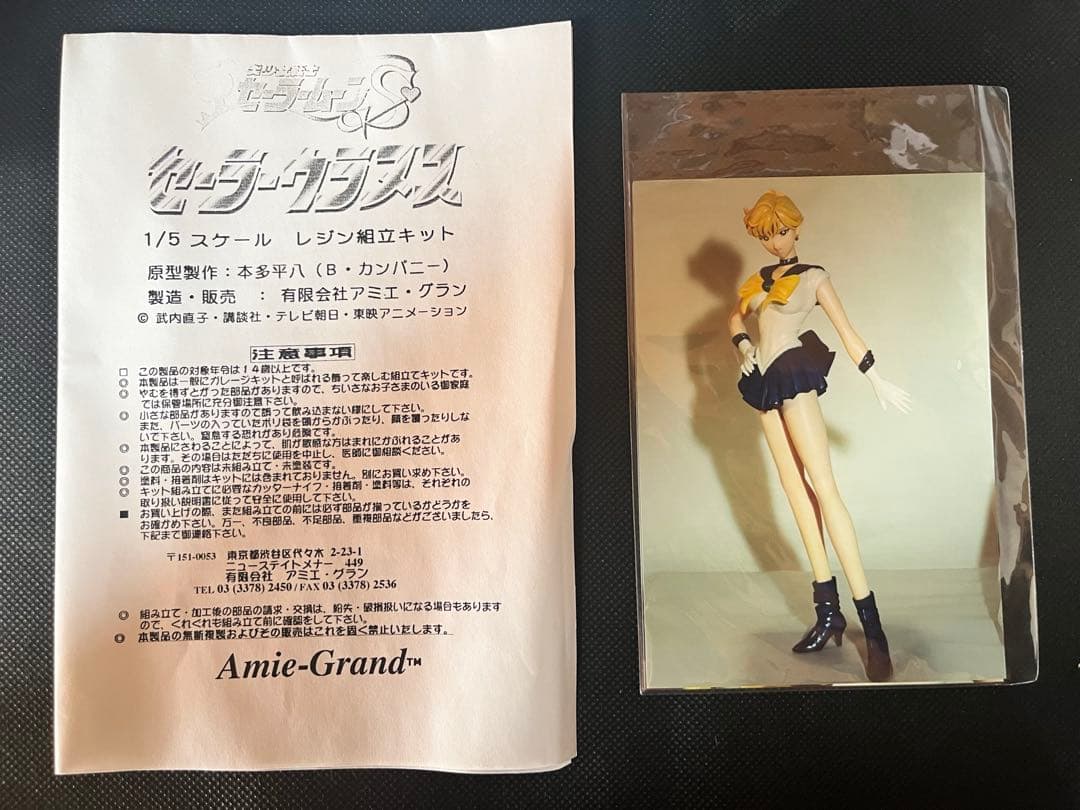 美少女戦士
セーラームーンS
セーラーウラヌス
1/5 スケール レジン組立キット
原型製作：本多平八（B・カンパニー）
製造・販売 ： 有限会社アミエ・グラン
© 武内直子・講談社・テレビ朝日・東映アニメーション
注意事項
□ この製品の対象年令は14歳以上です。
◎ 本製品は一般にガレージキットと呼ばれる飾って楽しむ組立てキットです。
◎ やむを得ずとがった部品がありますので、ちいさなお子さまのいる御家庭
では保管場所に充分御注意下さい。
◎ 小さな部品がありますので誤って飲み込まない様にして下さい。
また、パーツの入っていたポリ袋を頭からかぶったり、顔を覆ったりしな
いで下さい。窒息する恐れがあり危険です。
◎ 本製品にさわることによって、肌が敏感な方はまれにかぶれることがあ
ります。その場合はただちに使用を中止し、医師に御相談ください。
◎ この商品の内容は未組み立て・未塗装です。
◎ 塗料・接着剤はキットには含まれておりません。別にお買い求め下さい。
◎ キット組み立てに必要なカッターナイフ・接着剤・塗料等は、それぞれの
取り扱い説明書に従って安全に使用して下さい。
■ お買い上げの際、また組み立ての前には必ず部品が揃っているかどうかを
お確かめ下さい。万一、不良部品、不足部品、重複部品などがございましたら、
下記まで御連絡下さい。
〒151-0053 東京都渋谷区代々木 2-23-1
ニューステイトメナー 449
有限会社 アミエ・グラン
TEL 03 (3378) 2450 / FAX 03 (3378) 2536
◎ 組み立て・加工後の部品の請求・交換は、紛失・破損扱いになる場合もあります
ので、くれぐれも組み立て前に確認をして下さい。
◎ 本製品の無断複製およびその販売はこれを固く禁止いたします。
Amie-Grand™